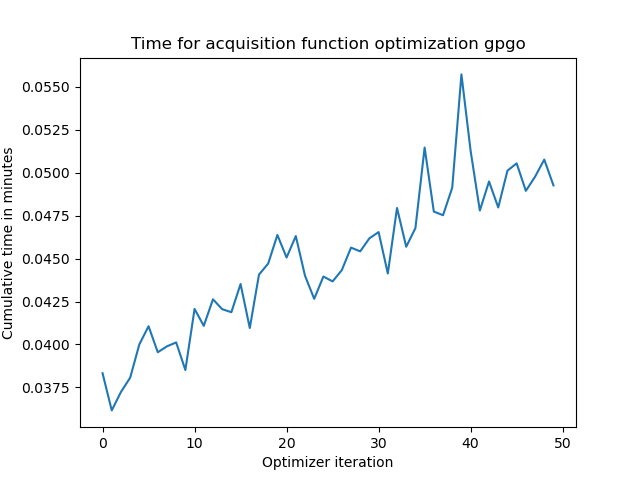 Time for acquisition function optimization gpgo
0.0550
0.0525
0.0500
0.0475
0.0450
0.0425
0.0400
0.0375
Cumulative time in minutes
0 10 20 30 40 50
Optimizer iteration